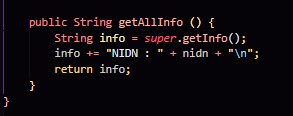 public String getAllInfo () {
String info = super.getInfo();
info += "NIDN : " + nidn + "\n";
return info;
}
}